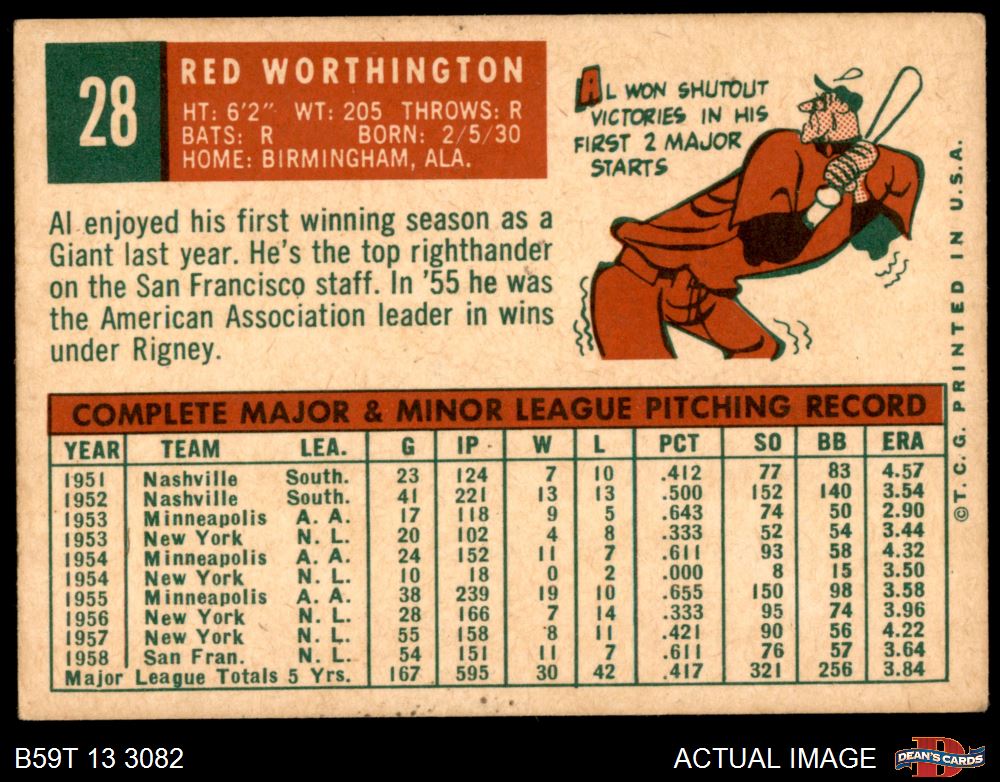 28
RED WORTHINGTON
HT: 6'2" WT: 205 THROWS: R
BATS: R BORN: 2/5/30
HOME: BIRMINGHAM, ALA.
Al enjoyed his first winning season as a
Giant last year. He's the top righthander
on the San Francisco staff. In '55 he was
the American Association leader in wins
under Rigney.
AL WON SHUTOUT
VICTORIES IN HIS
FIRST 2 MAJOR
STARTS
COMPLETE MAJOR & MINOR LEAGUE PITCHING RECORD
YEAR TEAM LEA. G IP W L PCT SO BB ERA
1951 Nashville South. 23 124 7 10 .412 77 83 4.57
1952 Nashville South. 41 221 13 13 .500 152 140 3.54
1953 Minneapolis A. A. 17 118 9 5 .643 74 50 2.90
1953 New York N. L. 20 102 4 8 .333 52 54 3.44
1954 Minneapolis A. A. 24 152 11 7 .611 93 58 4.32
1954 New York N. L. 10 18 0 2 .000 8 15 3.50
1955 Minneapolis A. A. 38 239 19 10 .655 150 98 3.58
1956 New York N. L. 28 166 7 14 .333 95 74 3.96
1957 New York N. L. 55 158 8 11 .421 90 56 4.22
1958 San Fran. N. L. 54 151 11 7 .611 76 57 3.64
Major League Totals 5 Yrs. 167 595 30 42 .417 321 256 3.84
© T. C. G. PRINTED IN U.S.A.
B59T 13 3082
ACTUAL IMAGE
D
DEAN'S CARDS